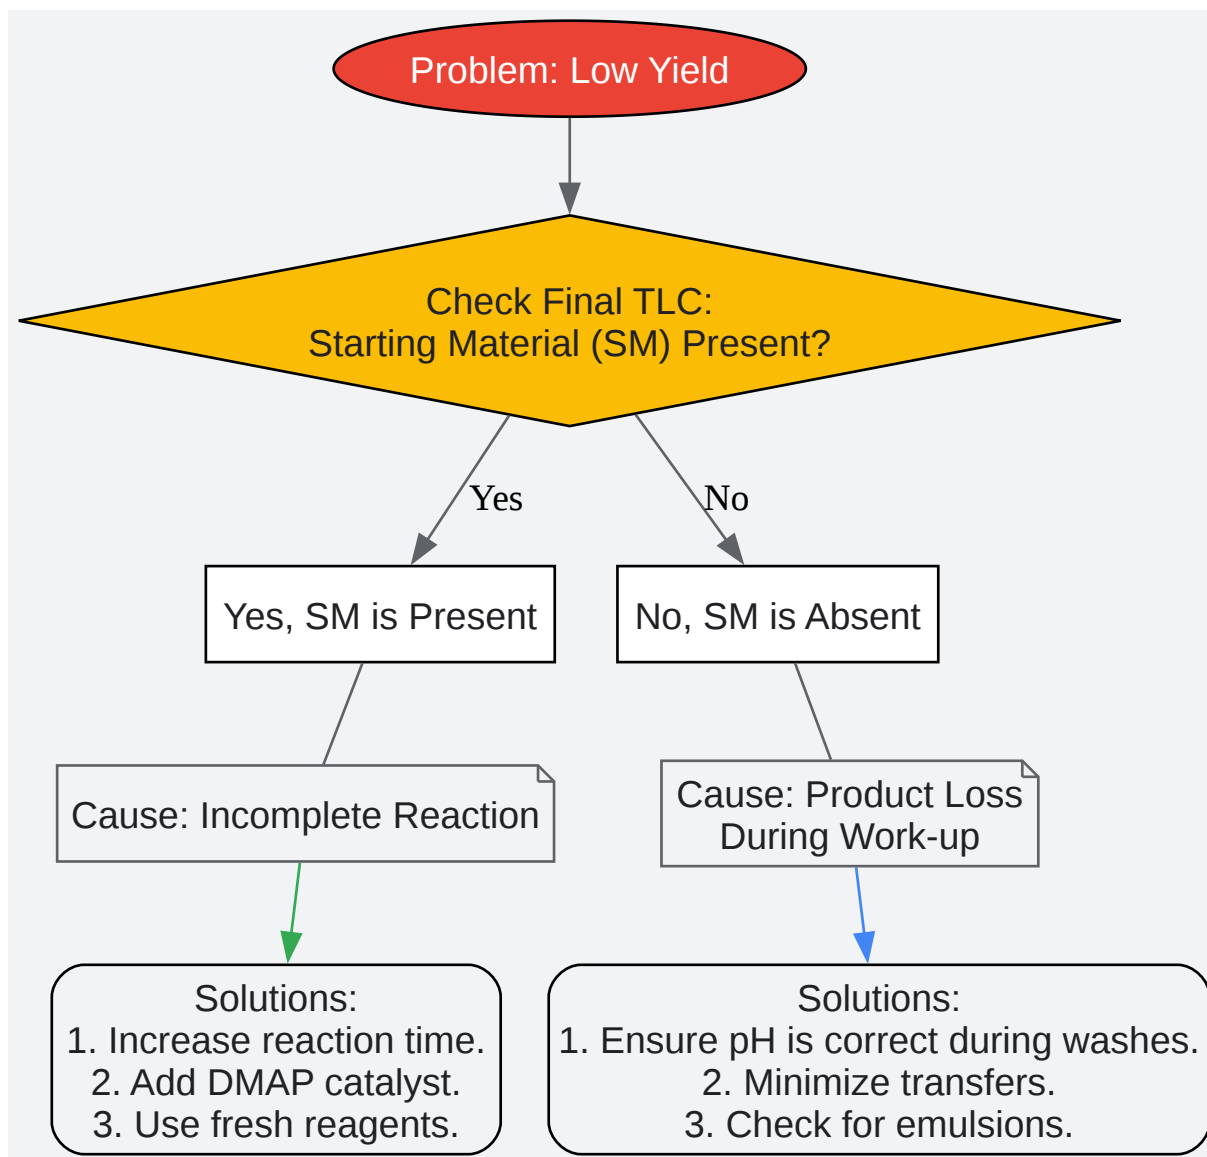 Problem: Low Yield
Check Final TLC:
Starting Material (SM) Present?
Yes
No
Yes, SM is Present
No, SM is Absent
Cause: Incomplete Reaction
Cause: Product Loss
During Work-up
Solutions:
1. Increase reaction time.
2. Add DMAP catalyst.
3. Use fresh reagents.
Solutions:
1. Ensure pH is correct during washes.
2. Minimize transfers.
3. Check for emulsions.